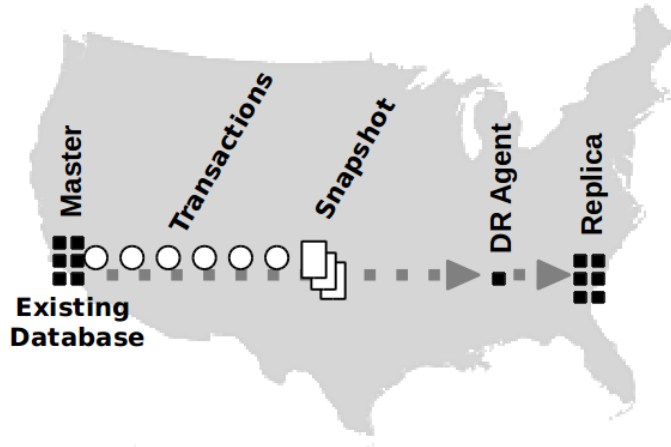 Master
Transactions
Snapshot
DR Agent
Replica
Existing
Database